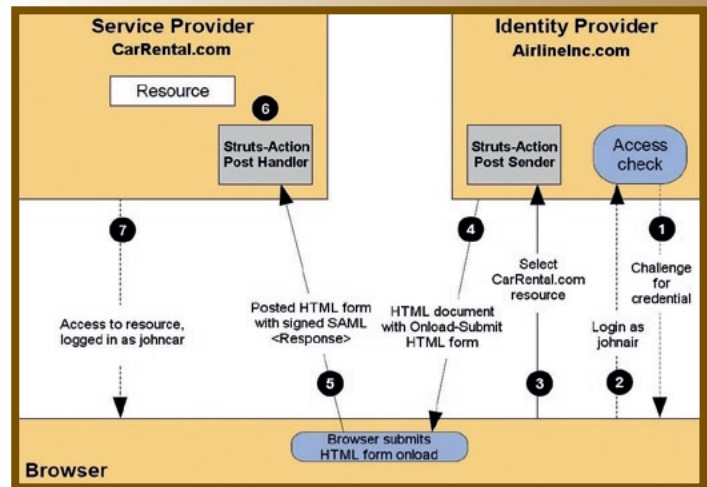 Service Provider
CarRental.com
Resource
6
Struts-Action
Post Handler
Identity Provider
AirlineInc.com
Struts-Action
Post Sender
Access
check
7
4
1
Select
CarRental.com
resource
Challenge
for
credential
Posted HTML form
with signed SAML
<Response>
HTML document
with Onload-Submit
HTML form
Access to resource,
logged in as johncar
Login as
johnair
5
3
2
Browser submits
HTML form onload
Browser